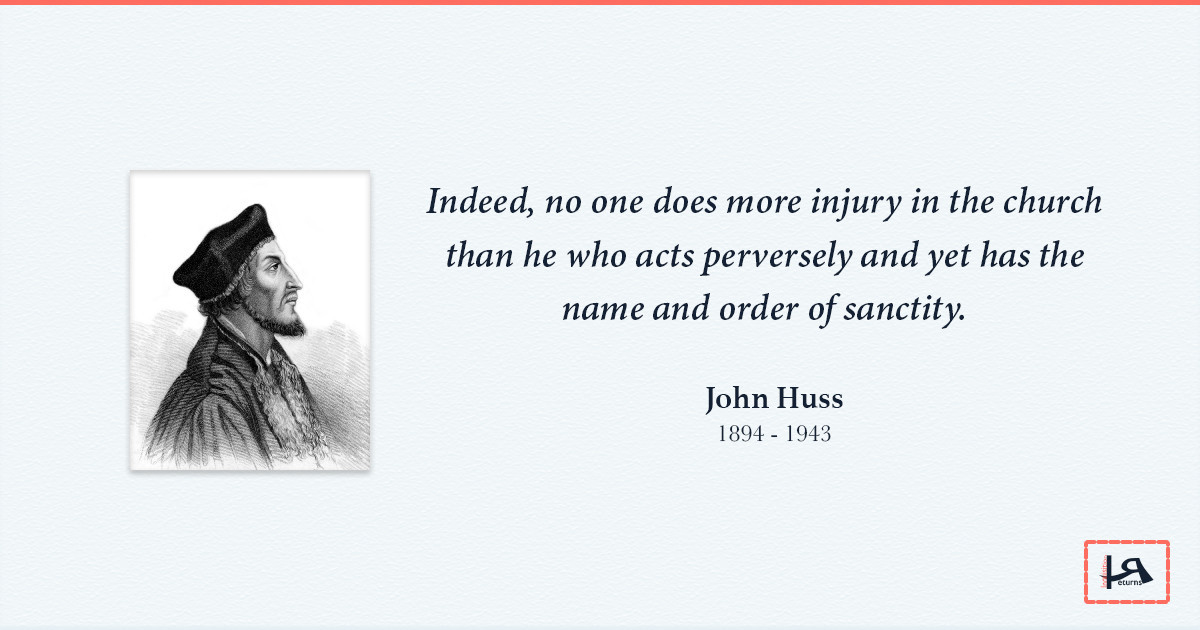 Indeed, no one does more injury in the church
than he who acts perversely and yet has the
name and order of sanctity.
John Huss
1894 - 1943
eturns